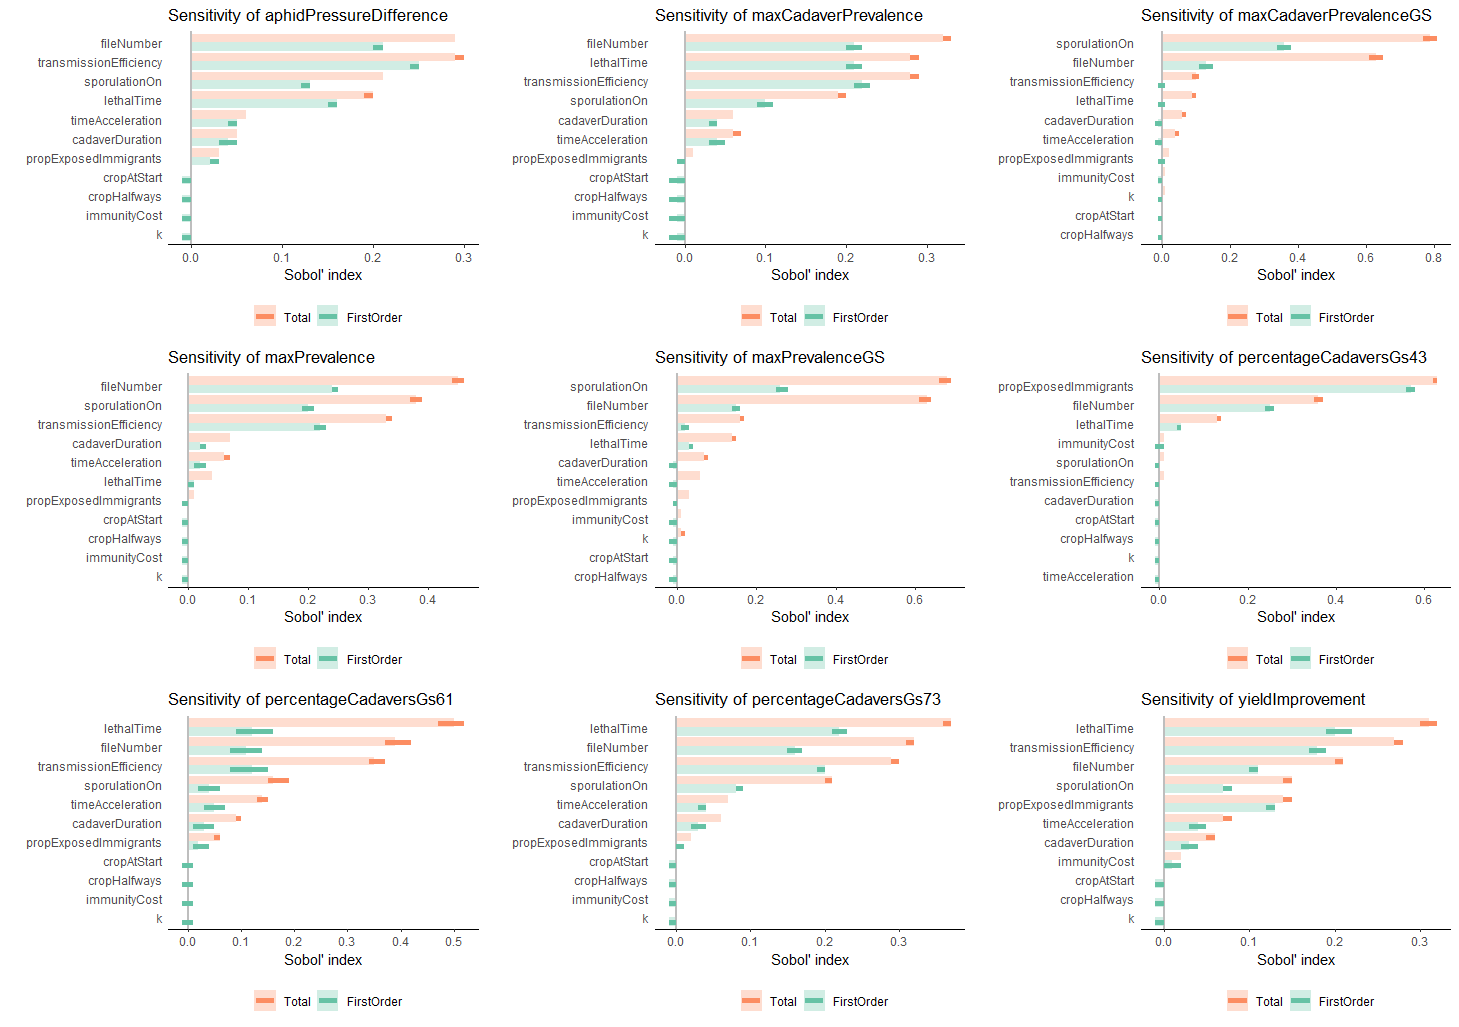 Sensitivity of aphidPressureDifference
fileNumber
transmissionEfficiency
sporulationOn
lethalTime
timeAcceleration
cadaverDuration
propExposedImmigrants
cropAtStart
cropHalfways
immunityCost
k
0.0 0.1 0.2 0.3
Sobol' index
Total FirstOrder
Sensitivity of maxCadaverPrevalence
fileNumber
lethalTime
transmissionEfficiency
sporulationOn
cadaverDuration
timeAcceleration
propExposedImmigrants
cropAtStart
cropHalfways
immunityCost
k
0.0 0.1 0.2 0.3
Sobol' index
Total FirstOrder
Sensitivity of maxCadaverPrevalenceGS
sporulationOn
fileNumber
transmissionEfficiency
lethalTime
cadaverDuration
timeAcceleration
propExposedImmigrants
immunityCost
k
cropAtStart
cropHalfways
0.0 0.2 0.4 0.6 0.8
Sobol' index
Total FirstOrder
Sensitivity of maxPrevalence
fileNumber
sporulationOn
transmissionEfficiency
cadaverDuration
timeAcceleration
lethalTime
propExposedImmigrants
cropAtStart
cropHalfways
immunityCost
k
0.0 0.1 0.2 0.3 0.4
Sobol' index
Total FirstOrder
Sensitivity of maxPrevalenceGS
sporulationOn
fileNumber
transmissionEfficiency
lethalTime
cadaverDuration
timeAcceleration
propExposedImmigrants
immunityCost
k
cropAtStart
cropHalfways
0.0 0.2 0.4 0.6
Sobol' index
Total FirstOrder
Sensitivity of percentageCadaversGs43
propExposedImmigrants
fileNumber
lethalTime
immunityCost
sporulationOn
transmissionEfficiency
cadaverDuration
cropAtStart
cropHalfways
k
timeAcceleration
0.0 0.2 0.4 0.6
Sobol' index
Total FirstOrder
Sensitivity of percentageCadaversGs61
lethalTime
fileNumber
transmissionEfficiency
sporulationOn
timeAcceleration
cadaverDuration
propExposedImmigrants
cropAtStart
cropHalfways
immunityCost
k
0.0 0.1 0.2 0.3 0.4 0.5
Sobol' index
Total FirstOrder
Sensitivity of percentageCadaversGs73
lethalTime
fileNumber
transmissionEfficiency
sporulationOn
timeAcceleration
cadaverDuration
propExposedImmigrants
cropAtStart
cropHalfways
immunityCost
k
0.0 0.1 0.2 0.3
Sobol' index
Total FirstOrder
Sensitivity of yieldImprovement
lethalTime
transmissionEfficiency
fileNumber
sporulationOn
propExposedImmigrants
timeAcceleration
cadaverDuration
immunityCost
cropAtStart
cropHalfways
k
0.0 0.1 0.2 0.3
Sobol' index
Total FirstOrder